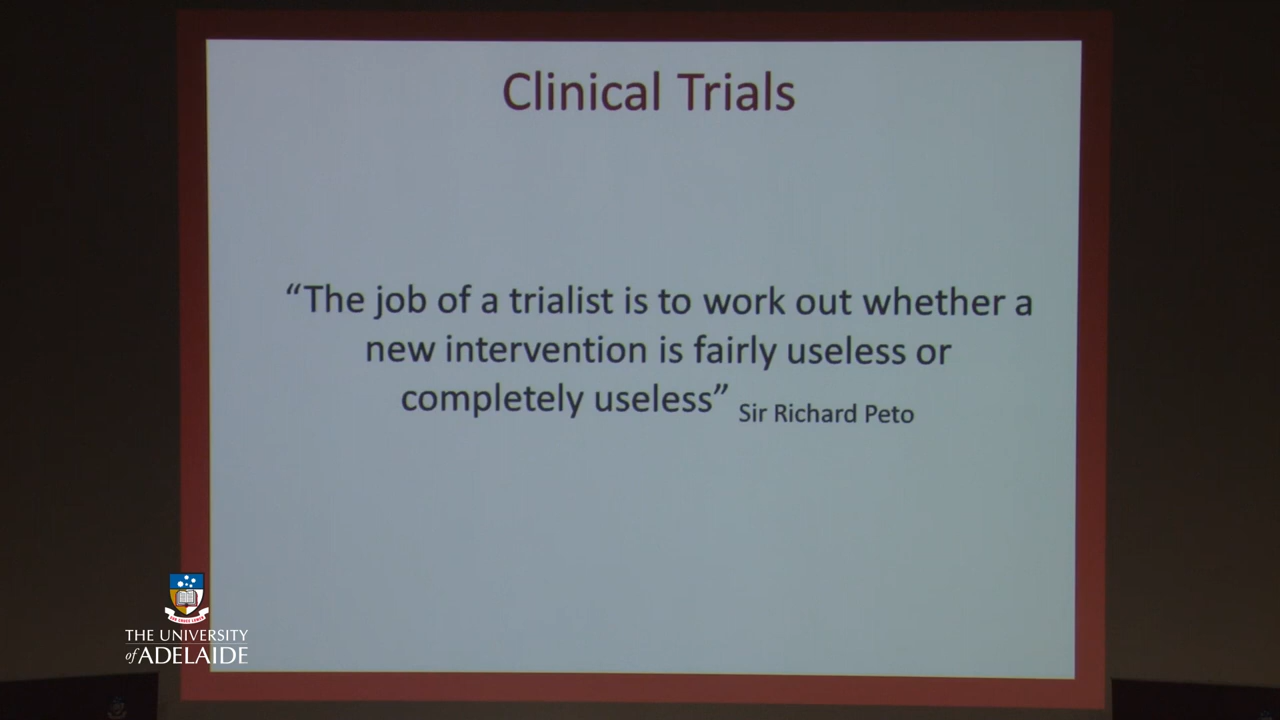 Clinical Trials
“The job of a trialist is to work out whether a
new intervention is fairly useless or
completely useless” Sir Richard Peto
THE UNIVERSITY
of ADELAIDE